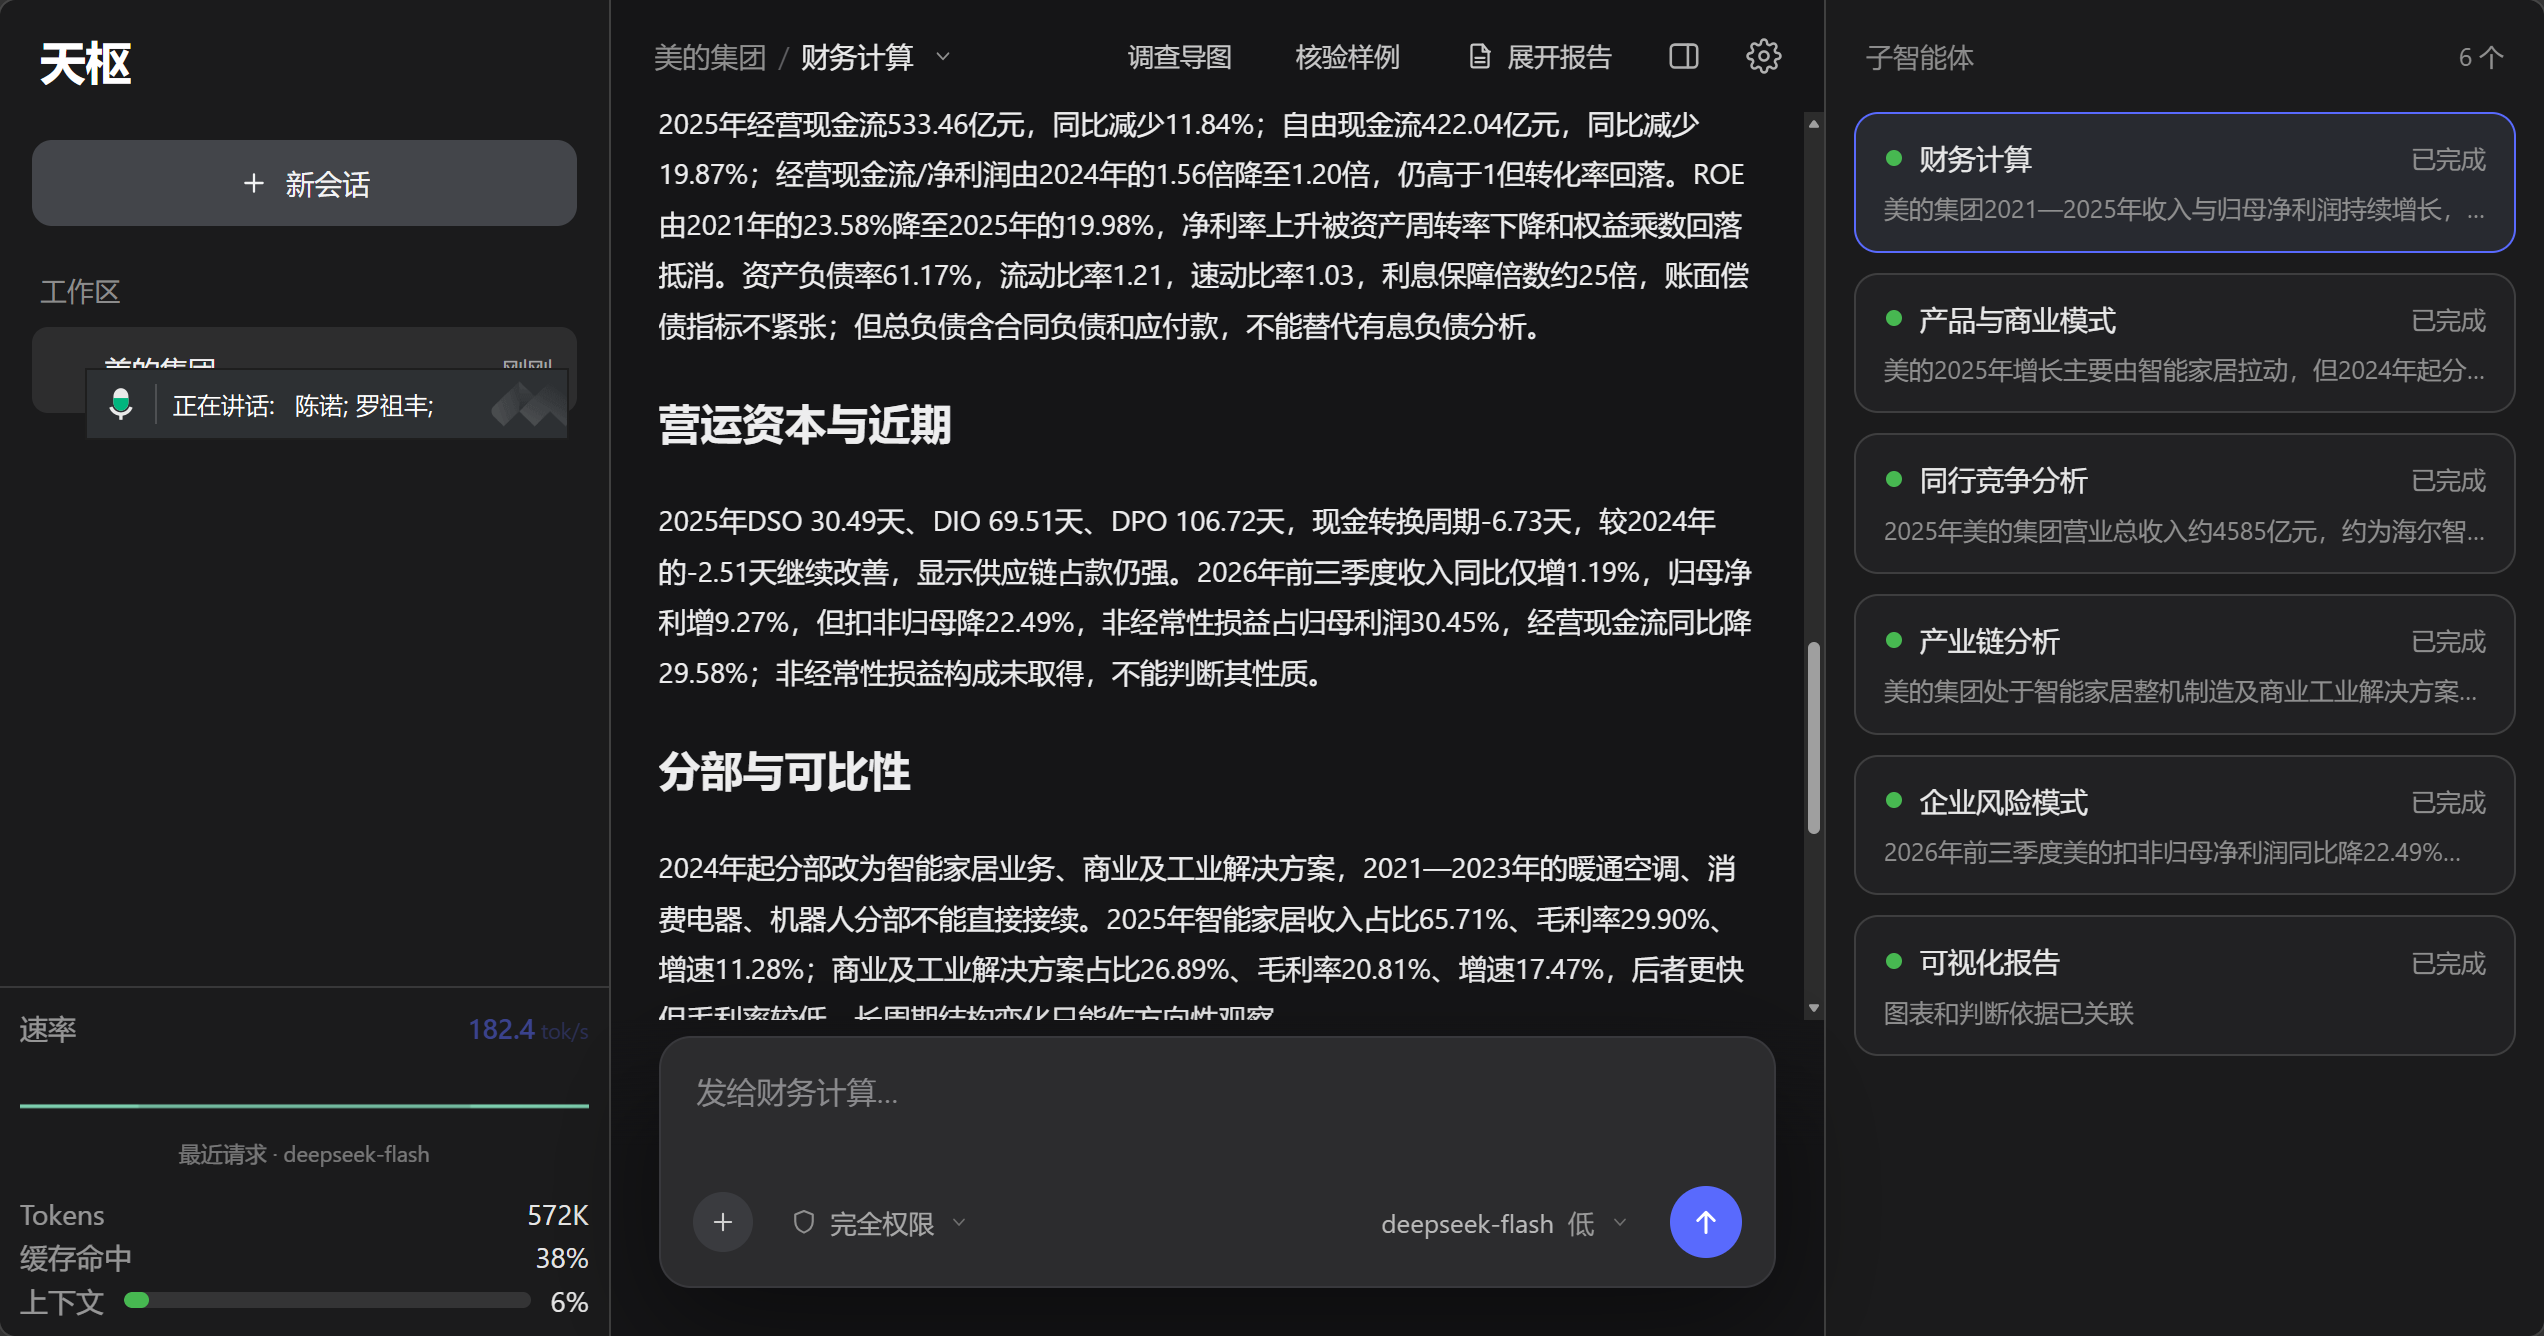 天枢
+ 新会话
工作区
美的集团 刚刚
正在讲话: 陈诺; 罗祖丰;
速率 182.4 tok/s
最近请求 · deepseek-flash
Tokens 572K
缓存命中 38%
上下文 6%
美的集团 / 财务计算
调查导图 核验样例 展开报告
2025年经营现金流533.46亿元，同比减少11.84%；自由现金流422.04亿元，同比减少
19.87%；经营现金流/净利润由2024年的1.56倍降至1.20倍，仍高于1但转化率回落。ROE
由2021年的23.58%降至2025年的19.98%，净利率上升被资产周转率下降和权益乘数回落
抵消。资产负债率61.17%，流动比率1.21，速动比率1.03，利息保障倍数约25倍，账面偿
债指标不紧张；但总负债含合同负债和应付款，不能替代有息负债分析。
营运资本与近期
2025年DSO 30.49天、DIO 69.51天、DPO 106.72天，现金转换周期-6.73天，较2024年
的-2.51天继续改善，显示供应链占款仍强。2026年前三季度收入同比仅增1.19%，归母净
利增9.27%，但扣非归母降22.49%，非经常性损益占归母利润30.45%，经营现金流同比降
29.58%；非经常性损益构成未取得，不能判断其性质。
分部与可比性
2024年起分部改为智能家居业务、商业及工业解决方案，2021—2023年的暖通空调、消
费电器、机器人分部不能直接接续。2025年智能家居收入占比65.71%、毛利率29.90%、
增速11.28%；商业及工业解决方案占比26.89%、毛利率20.81%、增速17.47%，后者更快
但毛利率较低，长周期结构变化只能作方向性观察
发给财务计算...
+ 完全权限 deepseek-flash 低
子智能体 6 个
财务计算 已完成
美的集团2021—2025年收入与归母净利润持续增长，...
产品与商业模式 已完成
美的2025年增长主要由智能家居拉动，但2024年起分...
同行竞争分析 已完成
2025年美的集团营业总收入约4585亿元，约为海尔智...
产业链分析 已完成
美的集团处于智能家居整机制造及商业工业解决方案...
企业风险模式 已完成
2026年前三季度美的扣非归母净利润同比降22.49%...
可视化报告 已完成
图表和判断依据已关联